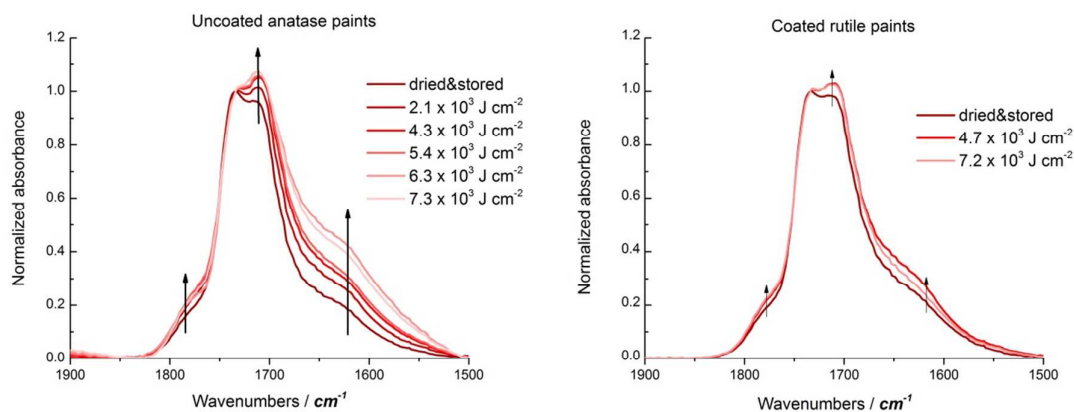 Uncoated anatase paints
Normalized absorbance
1.2
1.0
0.8
0.6
0.4
0.2
0.0
1900
1800
1700
1600
1500
Wavenumbers / cm⁻¹
dried&stored
2.1 x 10³ J cm⁻²
4.3 x 10³ J cm⁻²
5.4 x 10³ J cm⁻²
6.3 x 10³ J cm⁻²
7.3 x 10³ J cm⁻²
Coated rutile paints
Normalized absorbance
1.2
1.0
0.8
0.6
0.4
0.2
0.0
1900
1800
1700
1600
1500
Wavenumbers / cm⁻¹
dried&stored
4.7 x 10³ J cm⁻²
7.2 x 10³ J cm⁻²